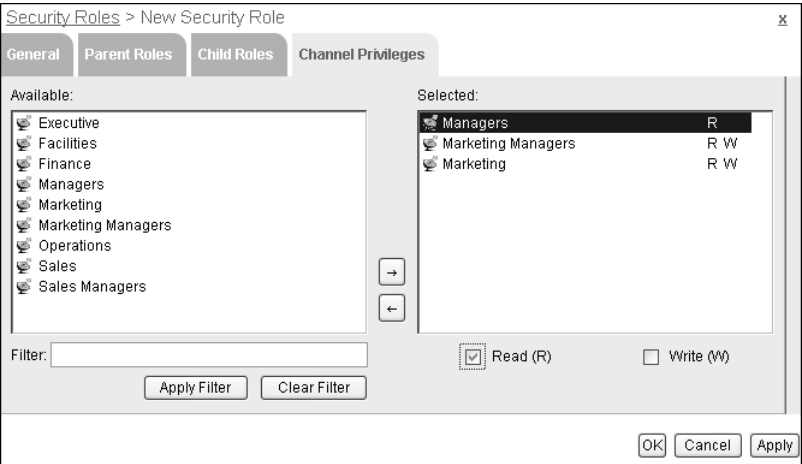 Security Roles > New Security Role
x
General
Parent Roles
Child Roles
Channel Privileges
Available:
Executive
Facilities
Finance
Managers
Marketing
Marketing Managers
Operations
Sales
Sales Managers
→
←
Filter:
Apply Filter
Clear Filter
Selected:
Managers R
Marketing Managers R W
Marketing R W
Read (R)
Write (W)
OK
Cancel
Apply